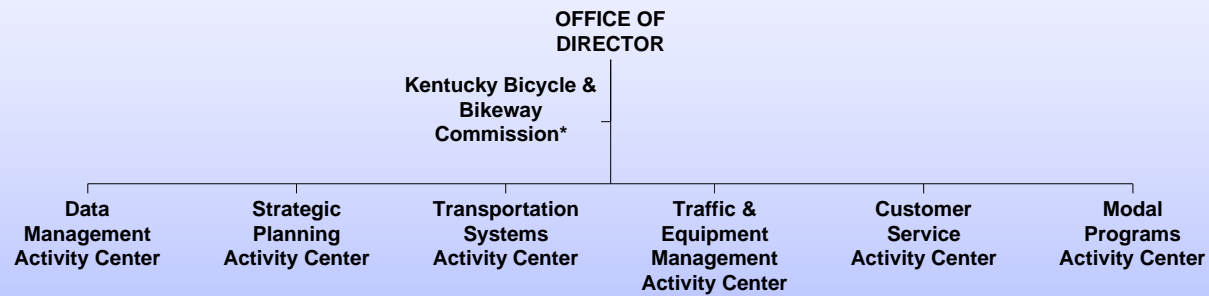 OFFICE OF
DIRECTOR
Kentucky Bicycle &
Bikeway
Commission*
Data
Management
Activity Center
Strategic
Planning
Activity Center
Transportation
Systems
Activity Center
Traffic &
Equipment
Management
Activity Center
Customer
Service
Activity Center
Modal
Programs
Activity Center